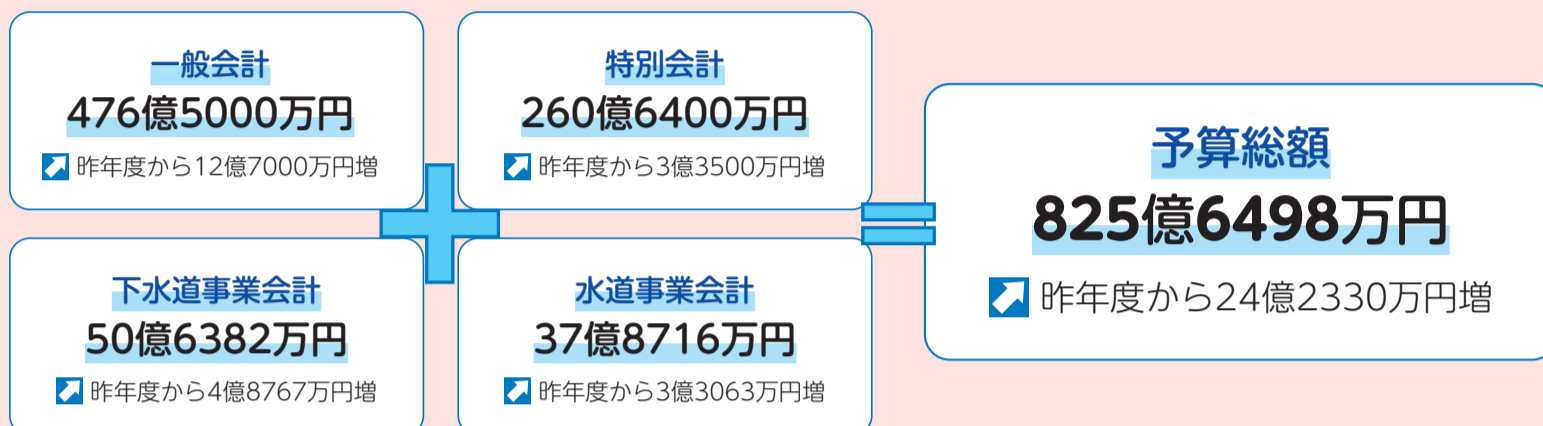 一般会計
476億5000万円
昨年度から12億7000万円増
特別会計
260億6400万円
昨年度から3億3500万円増
下水道事業会計
50億6382万円
昨年度から4億8767万円増
水道事業会計
37億8716万円
昨年度から3億3063万円増
予算総額
825億6498万円
昨年度から24億2330万円増